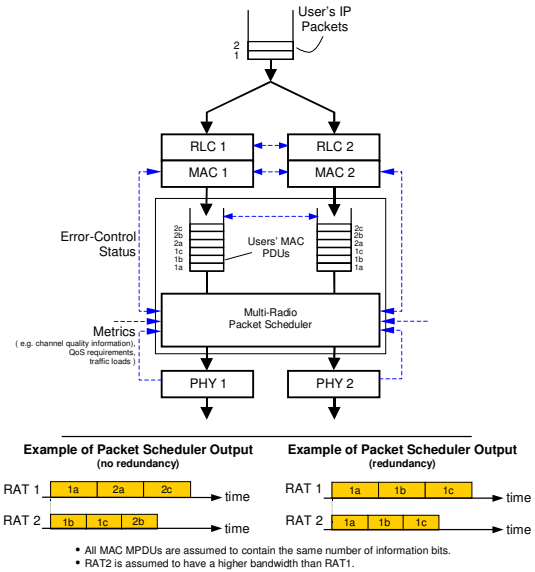 User's IP
Packets
2
1
RLC 1
RLC 2
MAC 1
MAC 2
2c
2b
2a
1c
1b
1a
Users' MAC
PDUs
2c
2b
2a
1c
1b
1a
Error-Control
Status
Multi-Radio
Packet Scheduler
Metrics
( e.g. channel quality information),
QoS requirements,
traffic loads )
PHY 1
PHY 2
Example of Packet Scheduler Output
(no redundancy)
RAT 1
1a 2a 2c
time
RAT 2
1b 1c 2b
time
Example of Packet Scheduler Output
(redundancy)
RAT 1
1a 1b 1c
time
RAT 2
1a 1b 1c
time
• All MAC MPDUs are assumed to contain the same number of information bits.
• RAT2 is assumed to have a higher bandwidth than RAT1.